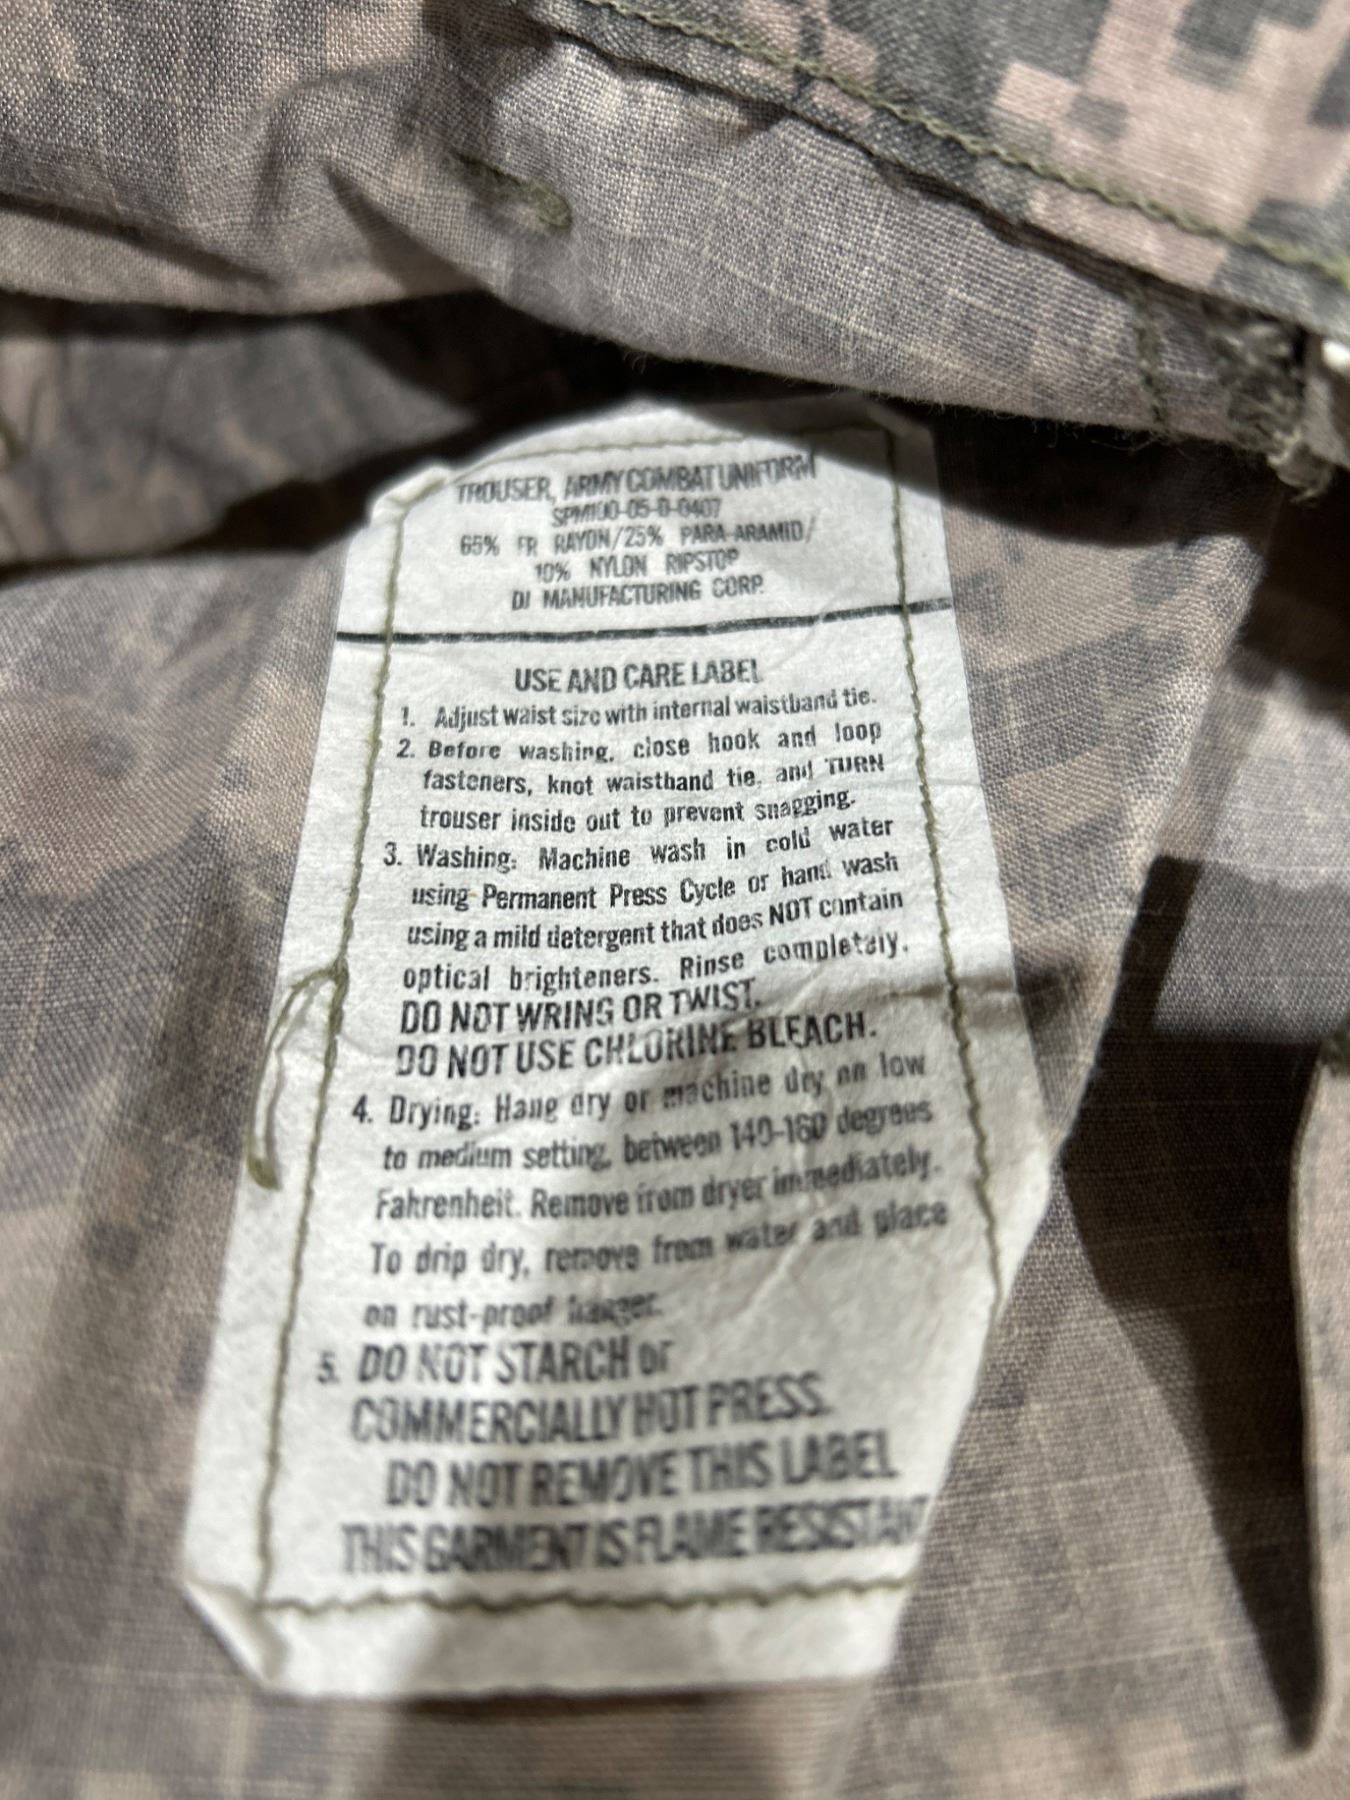 TROUSER, ARMY COMBAT UNIFORM
SPM100-05-D-0407
65% FR RAYON/25% PARA-ARAMID/
10% NYLON RIPSTOP
DJ MANUFACTURING CORP.
USE AND CARE LABEL
1. Adjust waist size with internal waistband tie.
2. Before washing, close hook and loop
fasteners, knot waistband tie, and TURN
trouser inside out to prevent snagging.
3. Washing: Machine wash in cold water
using Permanent Press Cycle or hand wash
using a mild detergent that does NOT contain
optical brighteners. Rinse completely.
DO NOT WRING OR TWIST.
DO NOT USE CHLORINE BLEACH.
4. Drying: Hang dry or machine dry on low
to medium setting, between 140-160 degrees
Fahrenheit. Remove from dryer immediately.
To drip dry, remove from water and place
on rust-proof hanger.
5. DO NOT STARCH or
COMMERCIALLY HOT PRESS.
DO NOT REMOVE THIS LABEL
THIS GARMENT IS FLAME RESISTANT